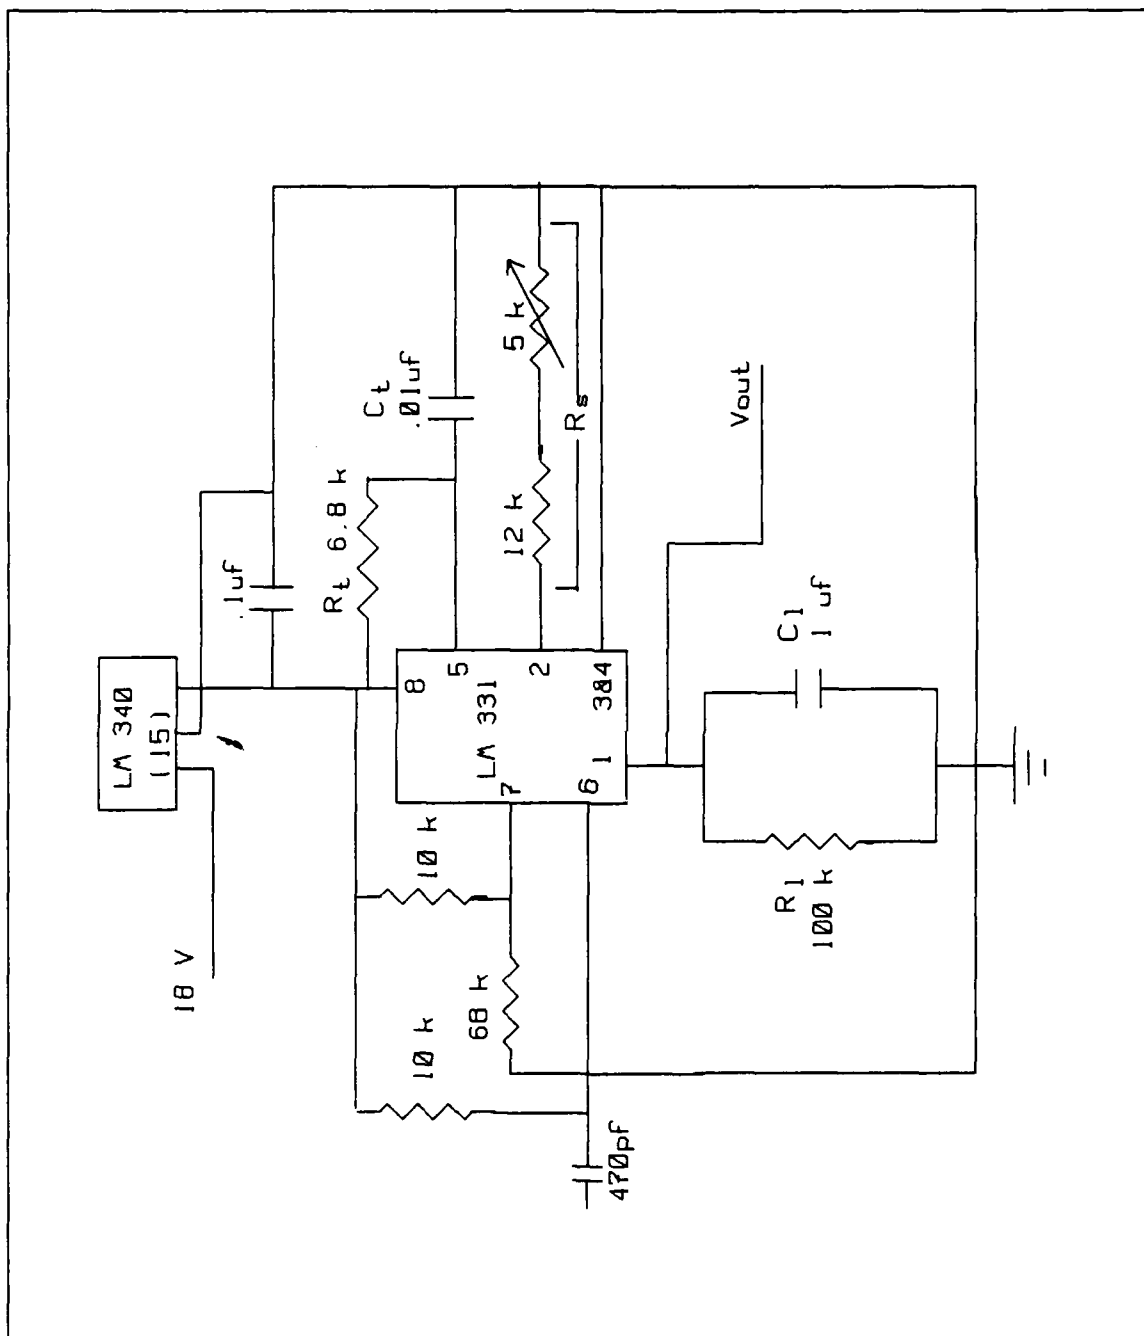 18 V
LM 340
(15)
.1uf
Rt 6.8 k
Ct
.01uf
10 k
10 k
68 k
470pf
LM 331
8
7
6
5
2
3&4
1
12 k
5 k
Rs
Vout
R1
100 k
C1
1 uf